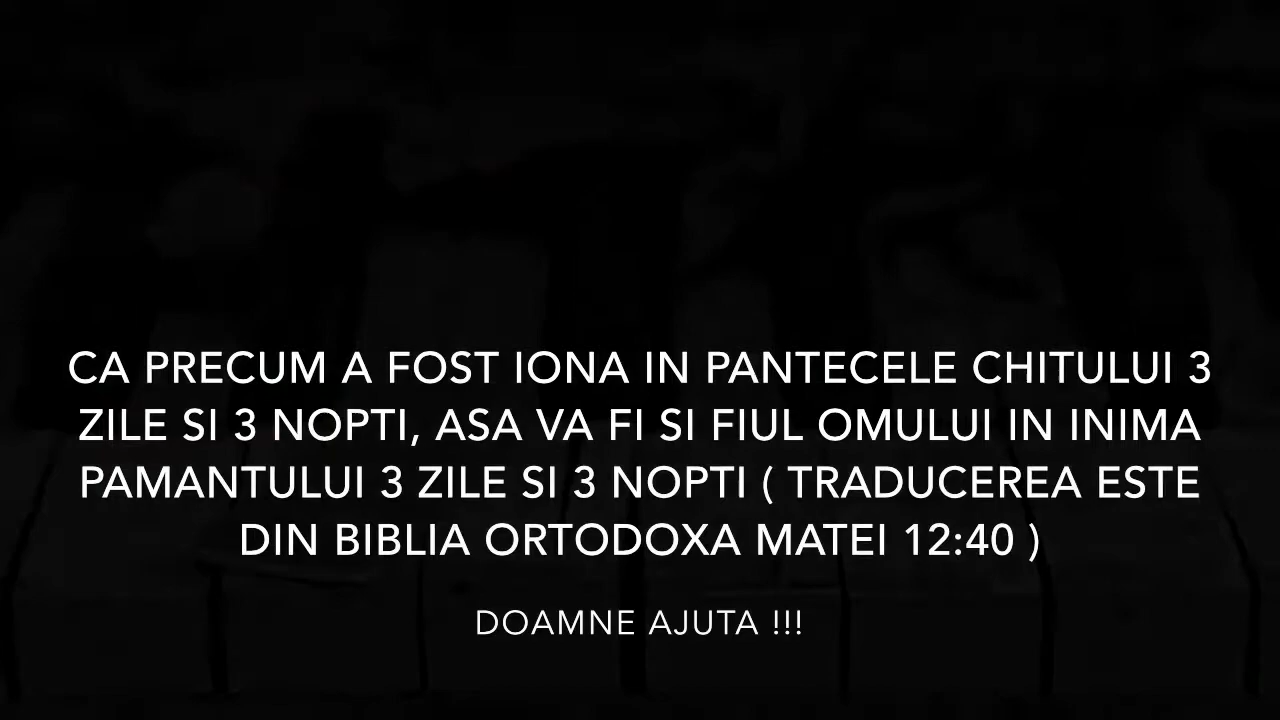 CA PRECUM A FOST IONA IN PANTECELE CHITULUI 3
ZILE SI 3 NOPTI, ASA VA FI SI FIUL OMULUI IN INIMA
PAMANTULUI 3 ZILE SI 3 NOPTI ( TRADUCEREA ESTE
DIN BIBLIA ORTODOXA MATEI 12:40 )
DOAMNE AJUTA !!!